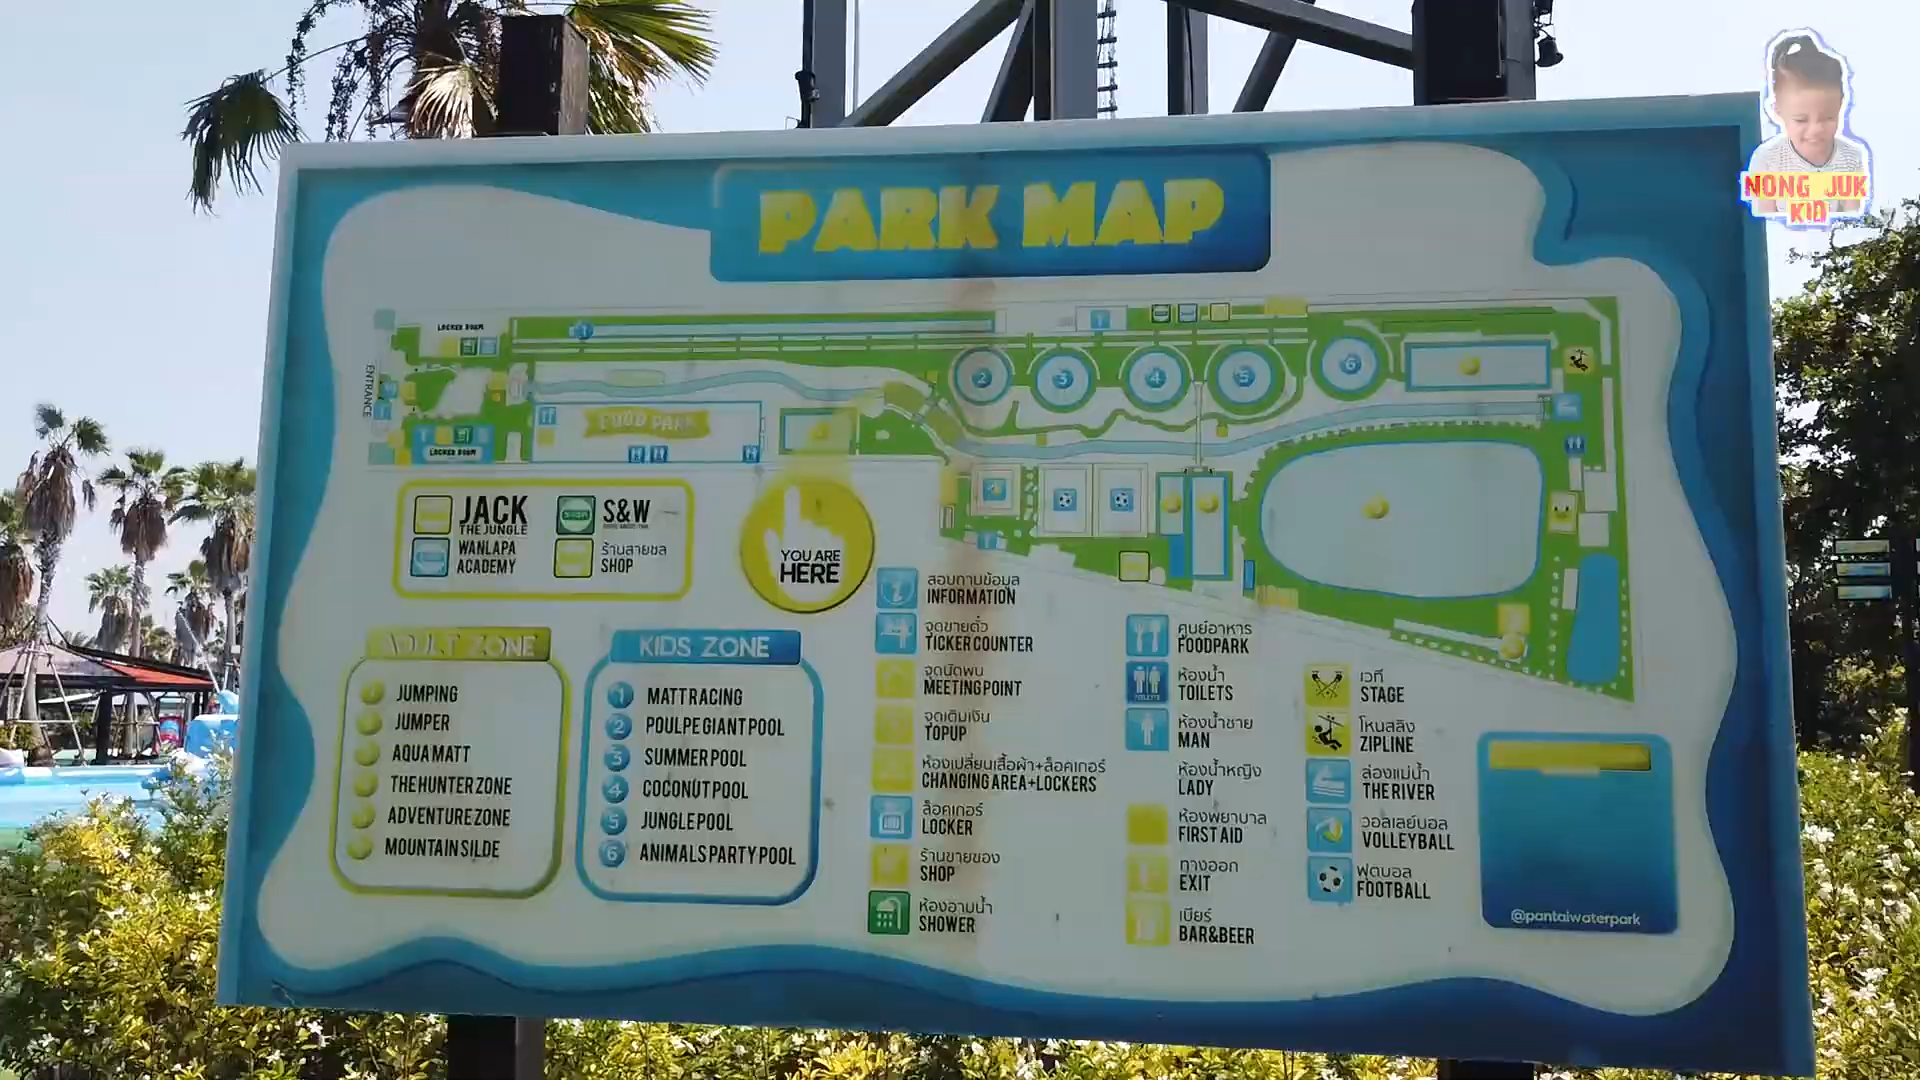 NONG JUK
KID
PARK MAP
LOCKER ROOM
ENTRANCE
1
2
3
4
5
6
FOOD PARK
LOCKER ROOM
JACK
THE JUNGLE
S&W
WANLAPA
ACADEMY
ร้านสายชล
SHOP
YOU ARE
HERE
ADULT ZONE
JUMPING
JUMPER
AQUA MATT
THE HUNTER ZONE
ADVENTURE ZONE
MOUNTAIN SILDE
KIDS ZONE
1 MATT RACING
2 POULPE GIANT POOL
3 SUMMER POOL
4 COCONUT POOL
5 JUNGLE POOL
6 ANIMALS PARTY POOL
สอบถามข้อมูล
INFORMATION
จุดขายตั๋ว
TICKER COUNTER
จุดนัดพบ
MEETING POINT
จุดเติมเงิน
TOPUP
ห้องเปลี่ยนเสื้อผ้า+ล็อคเกอร์
CHANGING AREA+LOCKERS
ล็อคเกอร์
LOCKER
ร้านขายของ
SHOP
ห้องอาบน้ำ
SHOWER
ศูนย์อาหาร
FOODPARK
ห้องน้ำ
TOILETS
ห้องน้ำชาย
MAN
ห้องน้ำหญิง
LADY
ห้องพยาบาล
FIRST AID
ทางออก
EXIT
เบียร์
BAR&BEER
เวที
STAGE
โหนสลิง
ZIPLINE
ล่องแม่น้ำ
THE RIVER
วอลเลย์บอล
VOLLEYBALL
ฟุตบอล
FOOTBALL
@pantaiwaterpark